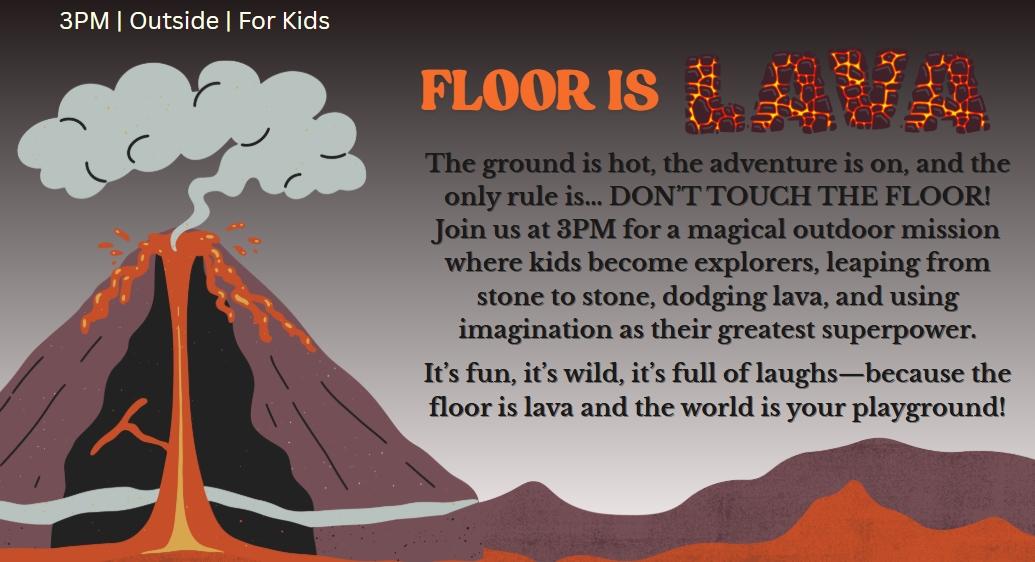 3PM | Outside | For Kids
FLOOR IS LAVA
The ground is hot, the adventure is on, and the
only rule is... DON'T TOUCH THE FLOOR!
Join us at 3PM for a magical outdoor mission
where kids become explorers, leaping from
stone to stone, dodging lava, and using
imagination as their greatest superpower.
It's fun, it's wild, it's full of laughs—because the
floor is lava and the world is your playground!